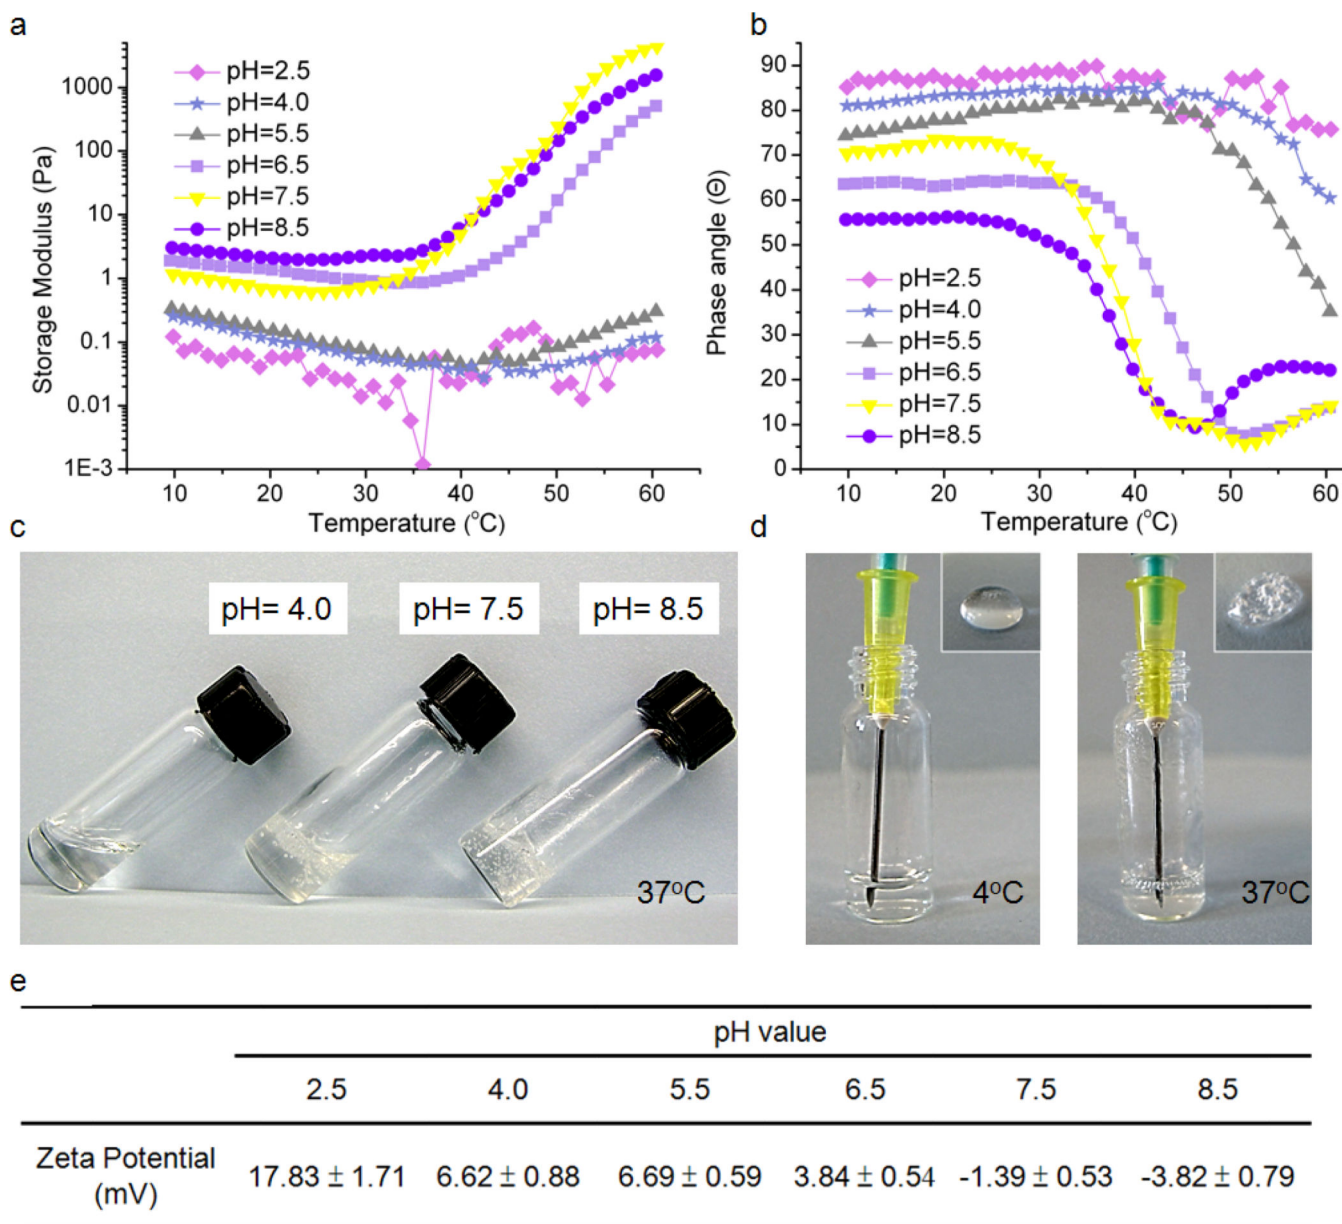 a
b
1000
100
10
1
0.1
0.01
1E-3
Storage Modulus (Pa)
pH=2.5
pH=4.0
pH=5.5
pH=6.5
pH=7.5
pH=8.5
10 20 30 40 50 60
Temperature (°C)
90
80
70
60
50
40
30
20
10
0
Phase angle (Θ)
pH=2.5
pH=4.0
pH=5.5
pH=6.5
pH=7.5
pH=8.5
10 20 30 40 50 60
Temperature (°C)
c
d
pH= 4.0
pH= 7.5
pH= 8.5
37°C
4°C
37°C
e
pH value
2.5 4.0 5.5 6.5 7.5 8.5
Zeta Potential
(mV)
17.83 ± 1.71 6.62 ± 0.88 6.69 ± 0.59 3.84 ± 0.54 -1.39 ± 0.53 -3.82 ± 0.79